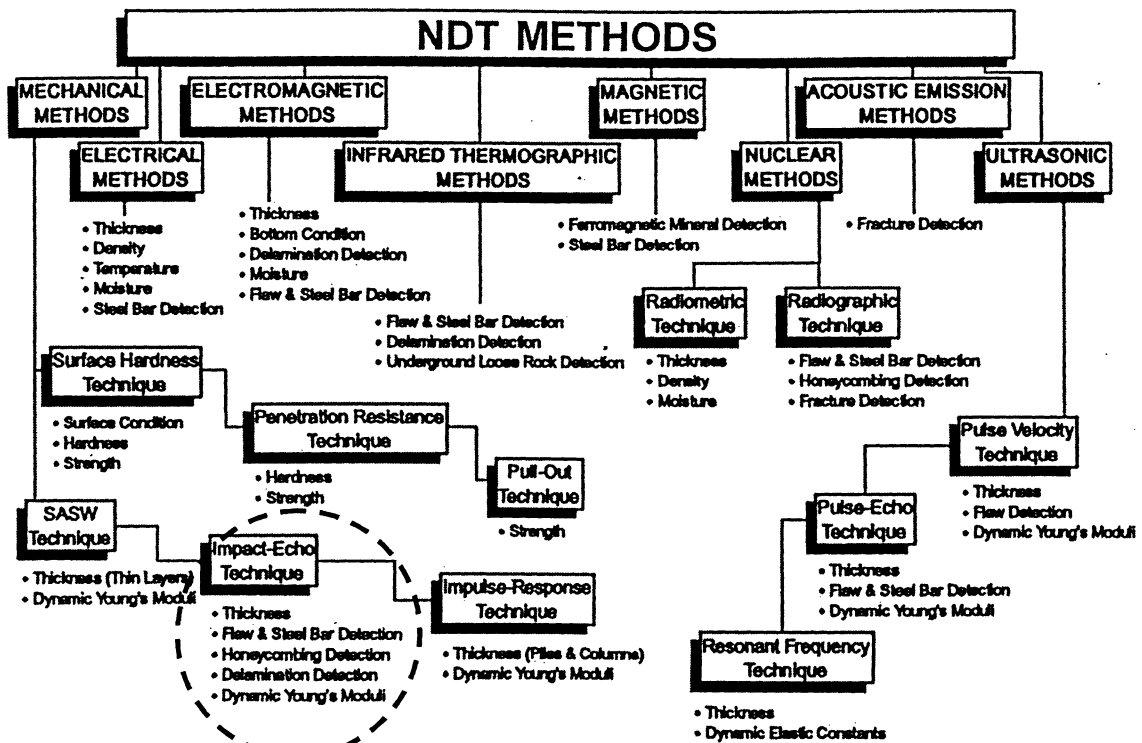 NDT METHODS
MECHANICAL
METHODS
ELECTROMAGNETIC
METHODS
MAGNETIC
METHODS
ACOUSTIC EMISSION
METHODS
ELECTRICAL
METHODS
INFRARED THERMOGRAPHIC
METHODS
NUCLEAR
METHODS
ULTRASONIC
METHODS
• Thickness
• Density
• Temperature
• Moisture
• Steel Bar Detection
• Thickness
• Bottom Condition
• Delamination Detection
• Moisture
• Flaw & Steel Bar Detection
• Flaw & Steel Bar Detection
• Delamination Detection
• Underground Loose Rock Detection
• Ferromagnetic Mineral Detection
• Steel Bar Detection
• Fracture Detection
Radiometric
Technique
• Thickness
• Density
• Moisture
Radiographic
Technique
• Flaw & Steel Bar Detection
• Honeycombing Detection
• Fracture Detection
Surface Hardness
Technique
• Surface Condition
• Hardness
• Strength
Penetration Resistance
Technique
• Hardness
• Strength
Pull-Out
Technique
• Strength
SASW
Technique
• Thickness (Thin Layers)
• Dynamic Young's Moduli
Impact-Echo
Technique
• Thickness
• Flaw & Steel Bar Detection
• Honeycombing Detection
• Delamination Detection
• Dynamic Young's Moduli
Impulse-Response
Technique
• Thickness (Piles & Columns)
• Dynamic Young's Moduli
Pulse Velocity
Technique
• Thickness
• Flaw Detection
• Dynamic Young's Moduli
Pulse-Echo
Technique
• Thickness
• Flaw & Steel Bar Detection
• Dynamic Young's Moduli
Resonant Frequency
Technique
• Thickness
• Dynamic Elastic Constants